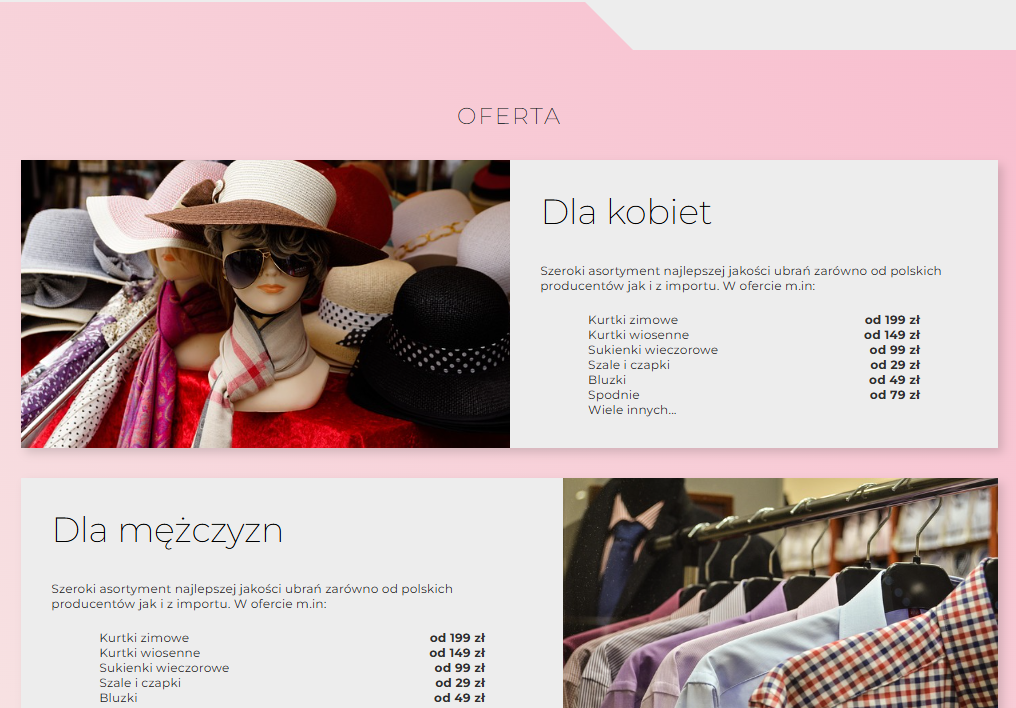 OFERTA
Dla kobiet
Szeroki asortyment najlepszej jakości ubrań zarówno od polskich
producentów jak i z importu. W ofercie m.in:
Kurtki zimowe od 199 zł
Kurtki wiosenne od 149 zł
Sukienki wieczorowe od 99 zł
Szale i czapki od 29 zł
Bluzki od 49 zł
Spodnie od 79 zł
Wiele innych...
Dla mężczyzn
Szeroki asortyment najlepszej jakości ubrań zarówno od polskich
producentów jak i z importu. W ofercie m.in:
Kurtki zimowe od 199 zł
Kurtki wiosenne od 149 zł
Sukienki wieczorowe od 99 zł
Szale i czapki od 29 zł
Bluzki od 49 zł